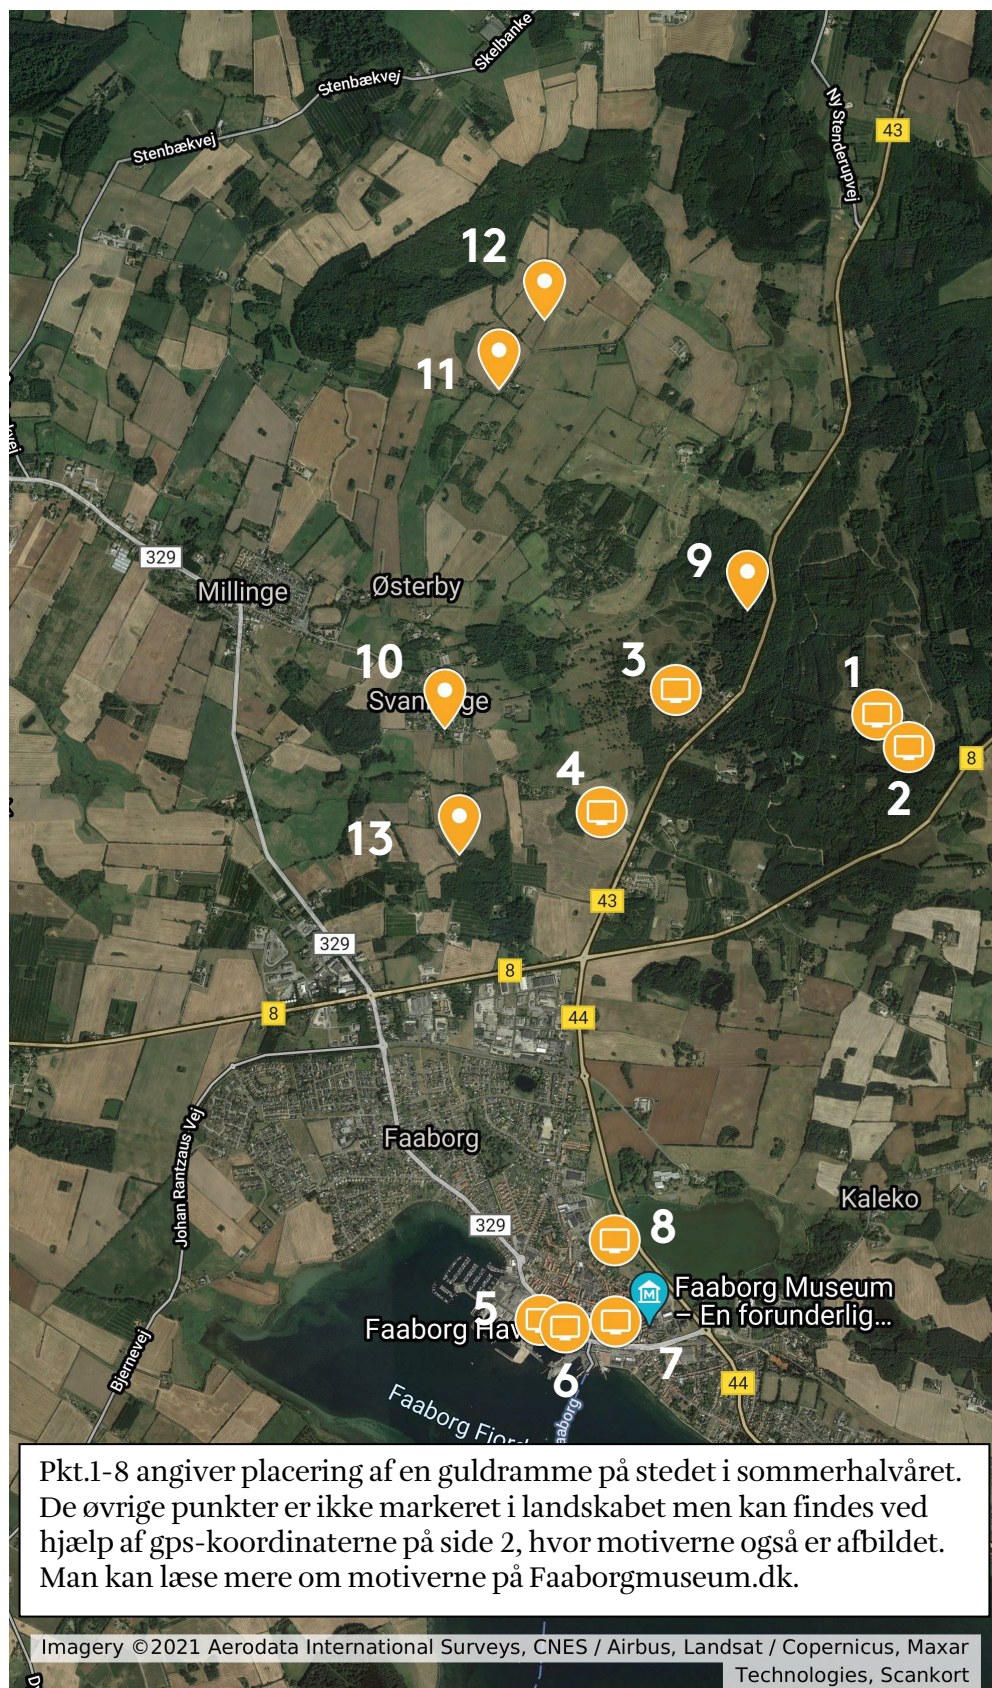 Skelbanke
Stenbækvej
Stenbækvej
Ny Stenderupvej
43
12
11
329
Millinge
Østerby
9
10
3
1
4
2
8
13
43
329
8
8
44
Faaborg
Johan Rantzaus Vej
Kaleko
329
8
Faaborg Museum
– En forunderlig...
5
Faaborg Hav
6
7
44
Bjernevej
Faaborg Fjord
Pkt.1-8 angiver placering af en guldramme på stedet i sommerhalvåret.
De øvrige punkter er ikke markeret i landskabet men kan findes ved
hjælp af gps-koordinaterne på side 2, hvor motiverne også er afbildet.
Man kan læse mere om motiverne på Faaborgmuseum.dk.
Imagery ©2021 Aerodata International Surveys, CNES / Airbus, Landsat / Copernicus, Maxar
Technologies, Scankort